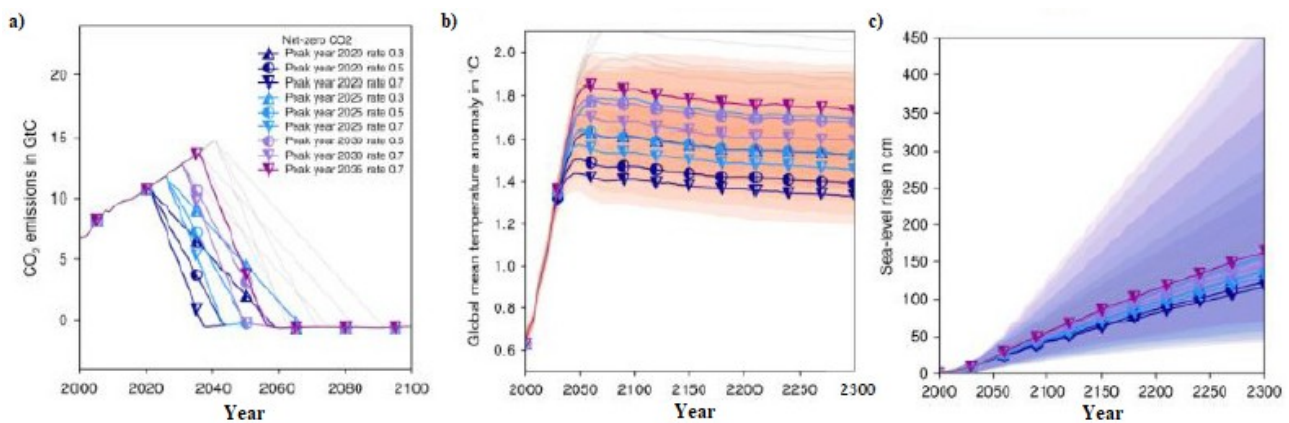 a)
Net-zero CO2
Peak year 2020 rate 0.3
Peak year 2020 rate 0.5
Peak year 2020 rate 0.7
Peak year 2025 rate 0.3
Peak year 2025 rate 0.5
Peak year 2025 rate 0.7
Peak year 2030 rate 0.5
Peak year 2030 rate 0.7
Peak year 2035 rate 0.7
CO₂ emissions in GtC
20
15
10
5
0
2000 2020 2040 2060 2080 2100
Year
b)
Global mean temperature anomaly in °C
2.0
1.8
1.6
1.4
1.2
1.0
0.8
0.6
2000 2050 2100 2150 2200 2250 2300
Year
c)
Sea-level rise in cm
450
400
350
300
250
200
150
100
50
0
2000 2050 2100 2150 2200 2250 2300
Year